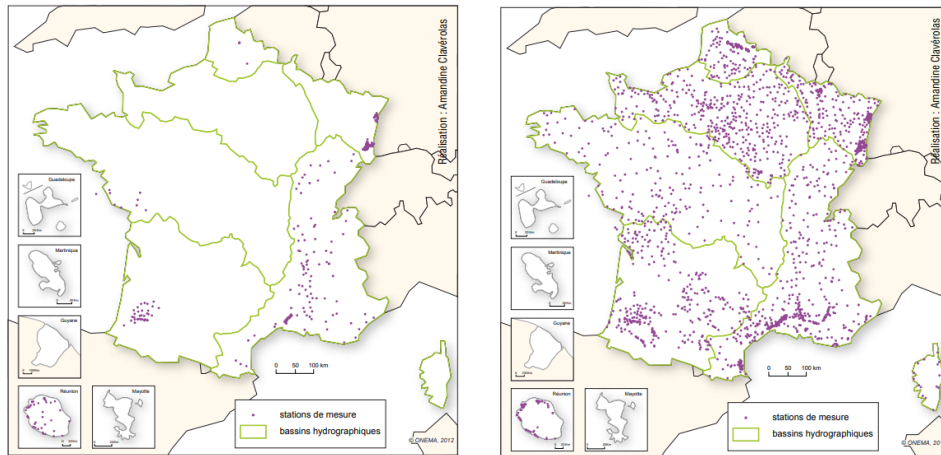 Réalisation : Amandine Clavérolas
Guadeloupe
Martinique
Guyane
Réunion
Mayotte
0 50 100 km
stations de mesure
bassins hydrographiques
© ONEMA, 2012
Réalisation : Amandine Clavérolas
Guadeloupe
Martinique
Guyane
Réunion
Mayotte
0 50 100 km
stations de mesure
bassins hydrographiques